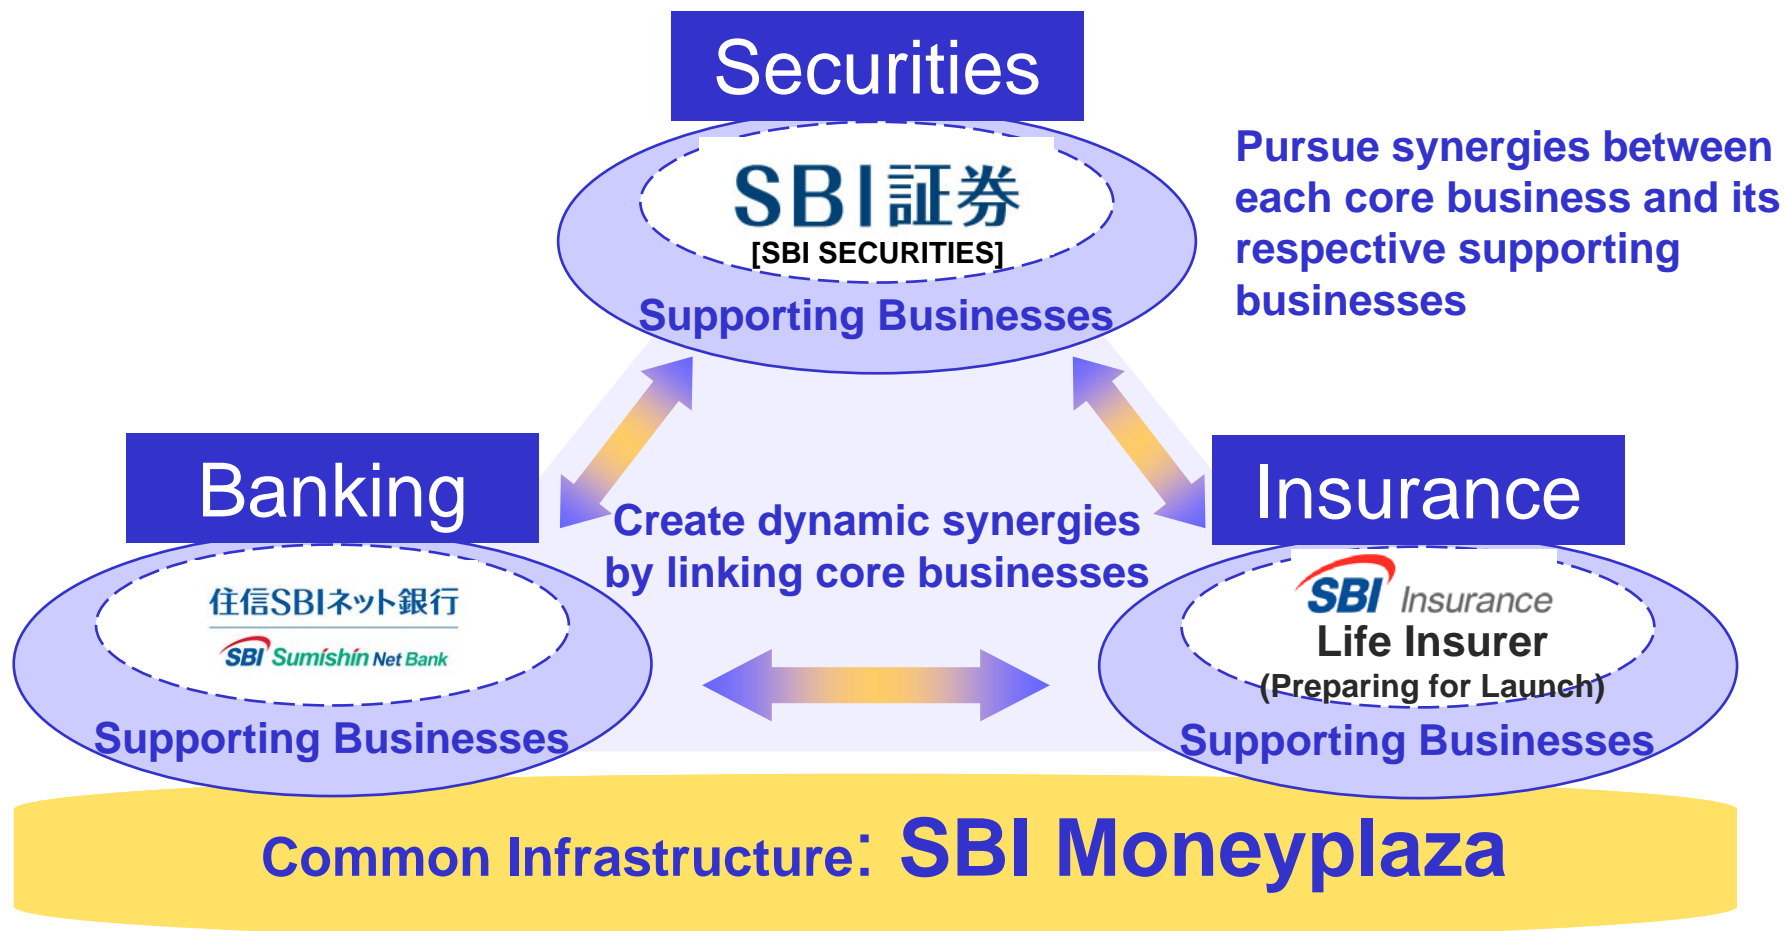 Securities
SBI証券
[SBI SECURITIES]
Supporting Businesses
Pursue synergies between
each core business and its
respective supporting
businesses
Banking
住信SBIネット銀行
SBI Sumishin Net Bank
Supporting Businesses
Create dynamic synergies
by linking core businesses
Insurance
SBI Insurance
Life Insurer
(Preparing for Launch)
Supporting Businesses
Common Infrastructure: SBI Moneyplaza